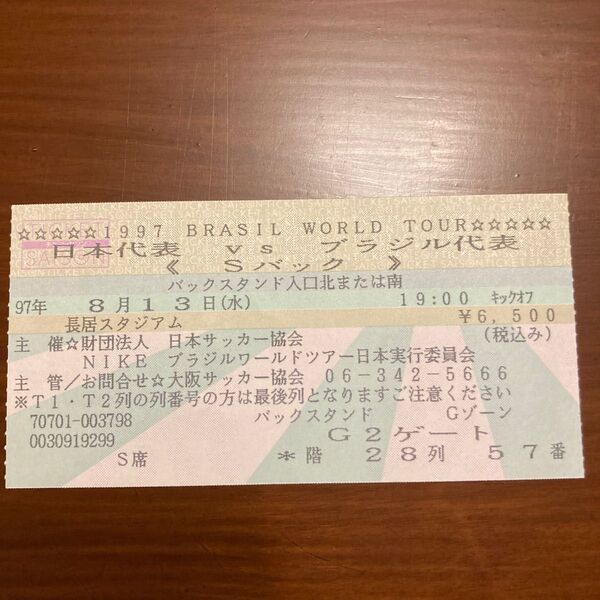 ☆☆☆☆☆1997 BRASIL WORLD TOUR☆☆☆☆☆
日本代表 vs ブラジル代表
《 Sバック 》
バックスタンド入口北または南
97年 8月13日(水) 19:00 キックオフ
長居スタジアム ¥6,500
(税込み)
主 催☆財団法人 日本サッカー協会
NIKE ブラジルワールドツアー日本実行委員会
主 管/お問合せ☆大阪サッカー協会 06-342-5666
※T1・T2列の列番号の方は最後列となりますご注意ください
70701-003798 バックスタンド Gゾーン
0030919299 G2ゲート
S席 *階 28列 57番